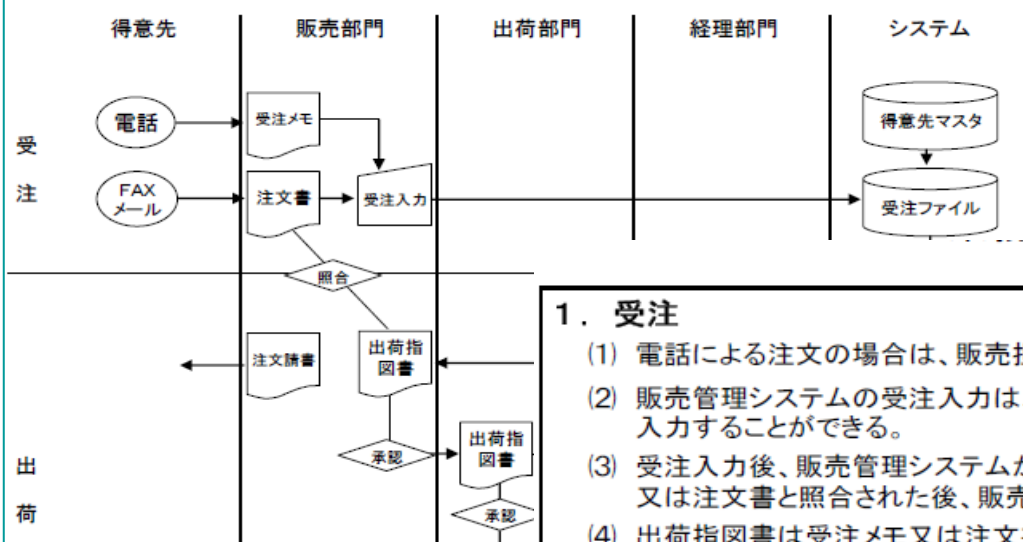 得意先 販売部門 出荷部門 経理部門 システム
受注
電話
受注メモ
得意先マスタ
FAX
メール
注文書
受注入力
受注ファイル
照合
出荷
注文請書
出荷指
図書
承認
出荷指
図書
承認
1. 受注
(1) 電話による注文の場合は、販売
(2) 販売管理システムの受注入力は
入力することができる。
(3) 受注入力後、販売管理システム
又は注文書と照合された後、販売
(4) 出荷指図書は受注メモ又は注文